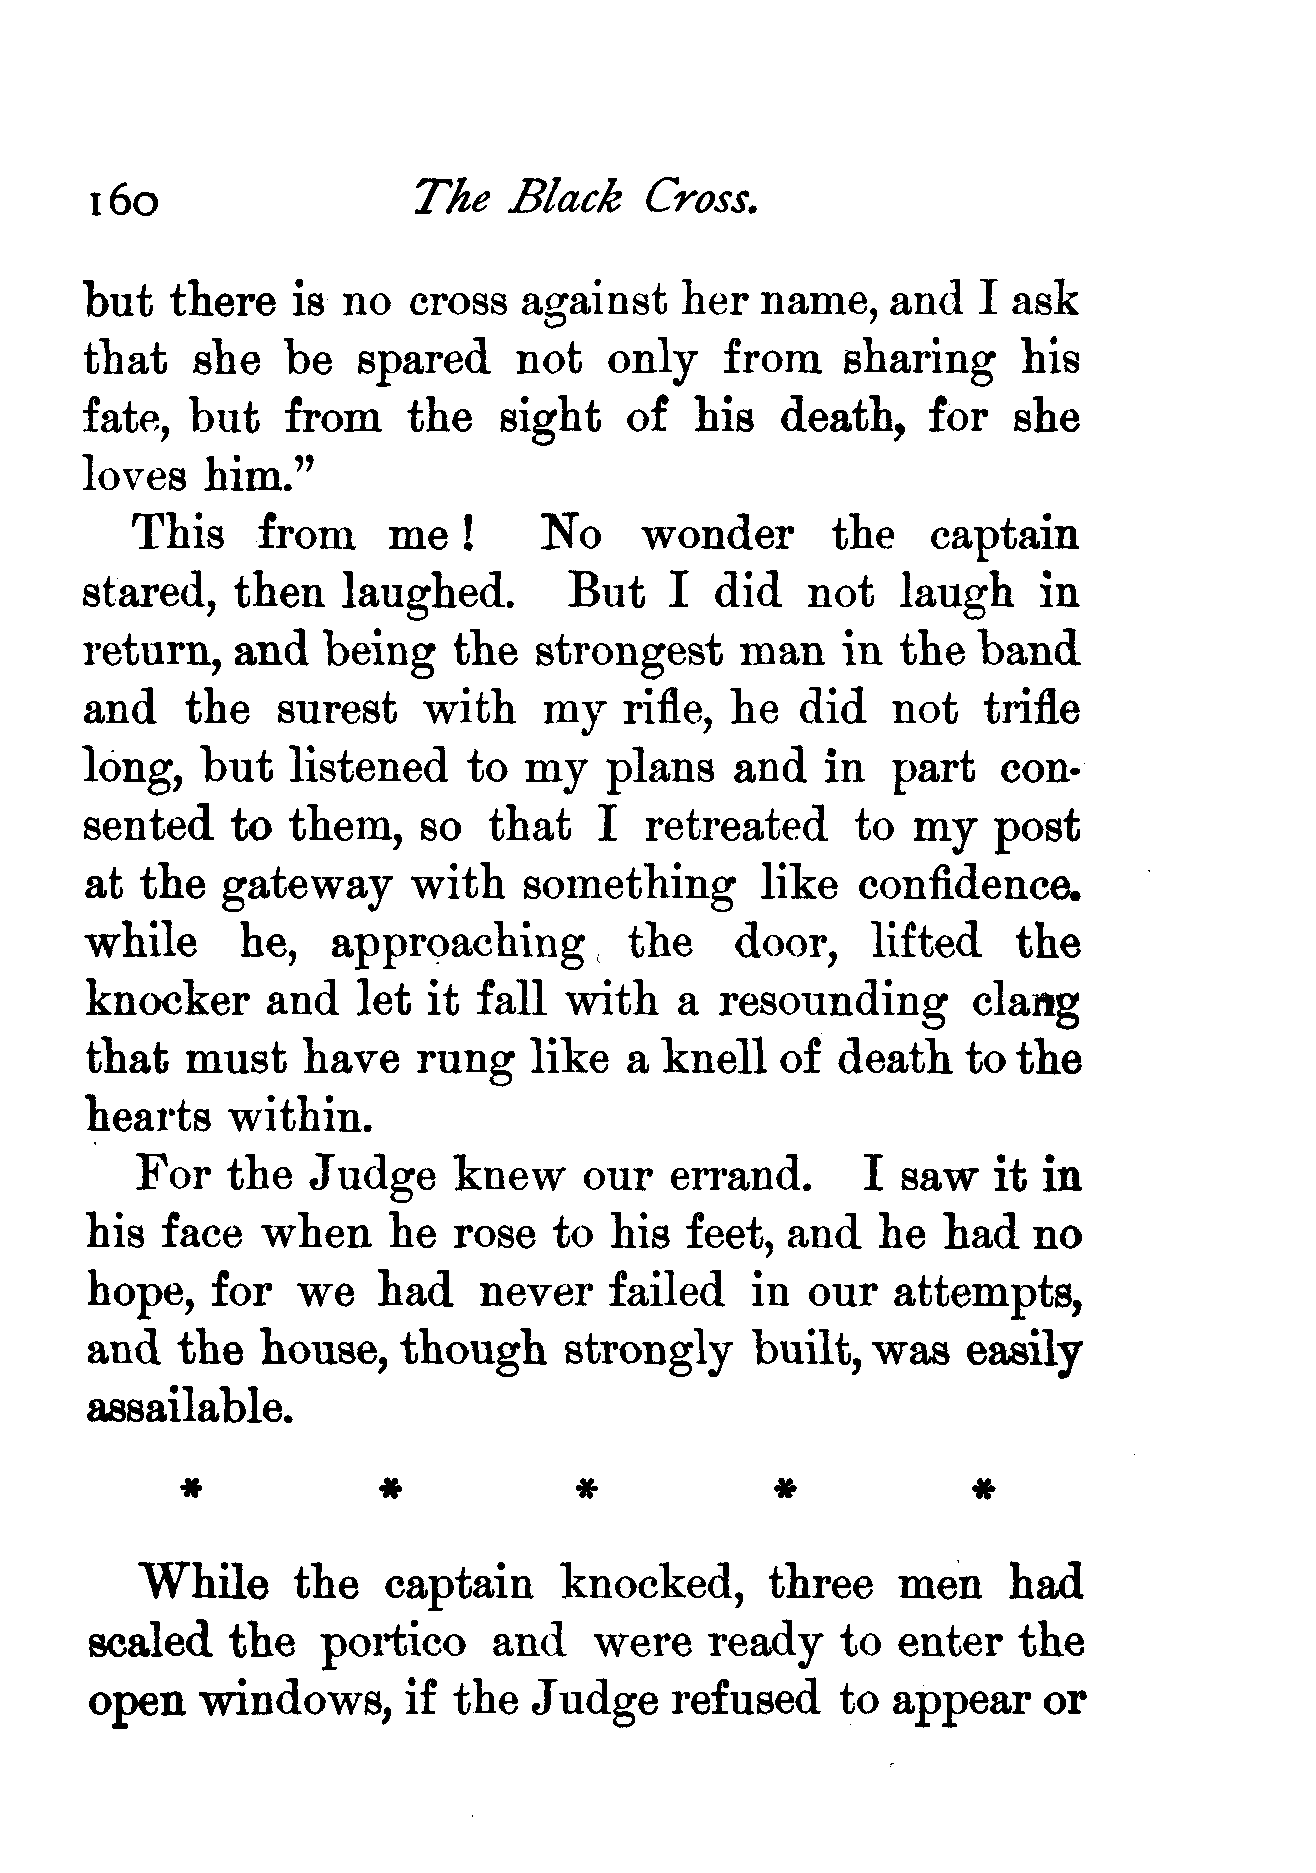 160 The Black Cross.
but there is no cross against her name, and I ask
that she be spared not only from sharing his
fate, but from the sight of his death, for she
loves him.”
This from me! No wonder the captain
stared, then laughed. But I did not laugh in
return, and being the strongest man in the band
and the surest with my rifle, he did not trifle
long, but listened to my plans and in part con-
sented to them, so that I retreated to my post
at the gateway with something like confidence.
while he, approaching the door, lifted the
knocker and let it fall with a resounding clang
that must have rung like a knell of death to the
hearts within.
For the Judge knew our errand. I saw it in
his face when he rose to his feet, and he had no
hope, for we had never failed in our attempts,
and the house, though strongly built, was easily
assailable.
* * * * *
While the captain knocked, three men had
scaled the portico and were ready to enter the
open windows, if the Judge refused to appear or